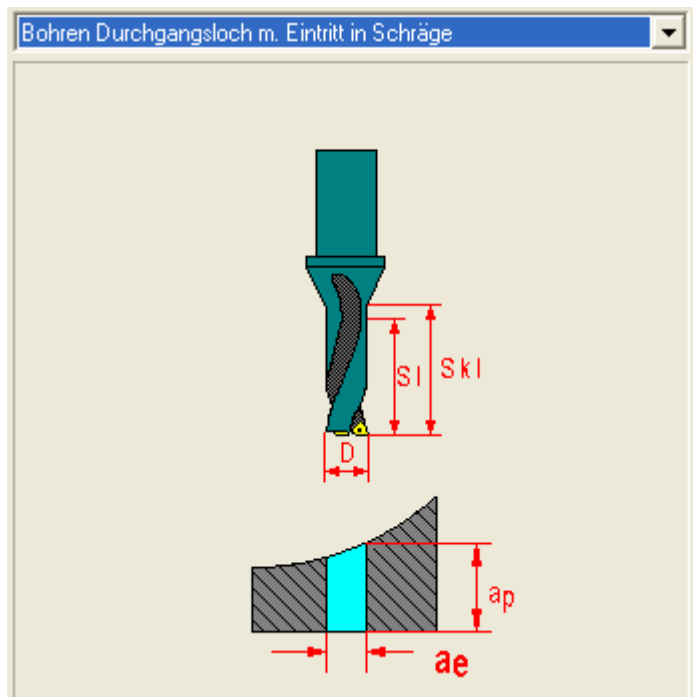 Bohren Durchgangsloch m. Eintritt in Schräge
Sl
Skl
D
ap
ae